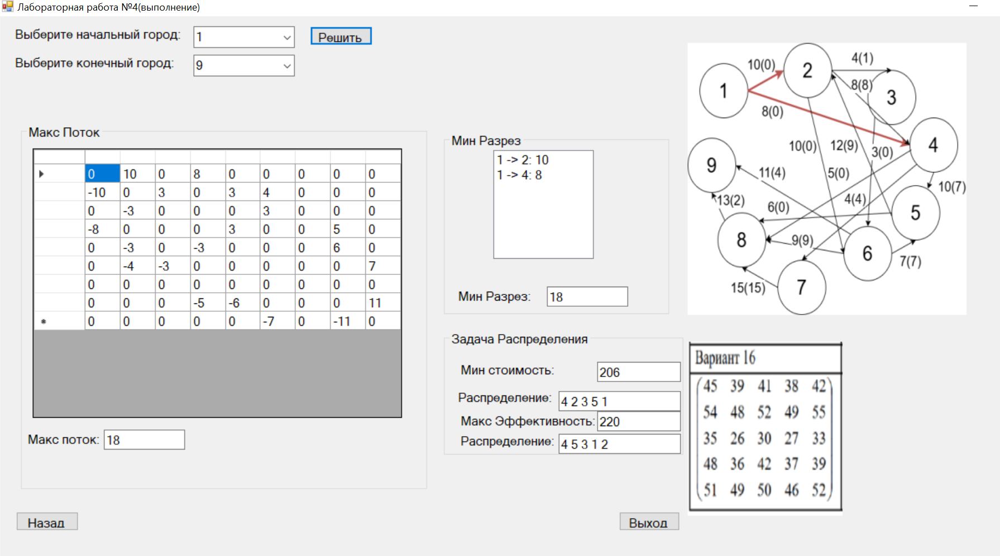 Лабораторная работа №4(выполнение)
Выберите начальный город: 1 Решить
Выберите конечный город: 9
Макс Поток
0 10 0 8 0 0 0 0 0
-10 0 3 0 3 4 0 0 0
0 -3 0 0 0 3 0 0 0
-8 0 0 0 3 0 0 5 0
0 -3 0 -3 0 0 0 6 0
0 -4 -3 0 0 0 0 0 7
0 0 0 0 0 0 0 0 0
0 0 0 -5 -6 0 0 0 11
0 0 0 0 0 -7 0 -11 0
Макс поток: 18
Мин Разрез
1 -> 2: 10
1 -> 4: 8
Мин Разрез: 18
Задача Распределения
Мин стоимость: 206
Распределение: 4 2 3 5 1
Макс Эффективность: 220
Распределение: 4 5 3 1 2
10(0) 2 4(1)
1 8(8) 3
8(0)
4
10(0) 12(9) 3(0)
9 11(4) 5(0)
10(7)
13(2) 6(0) 4(4)
5
8 9(9) 6
7(7)
15(15) 7
Вариант 16
45 39 41 38 42
54 48 52 49 55
35 26 30 27 33
48 36 42 37 39
51 49 50 46 52
Назад
Выход